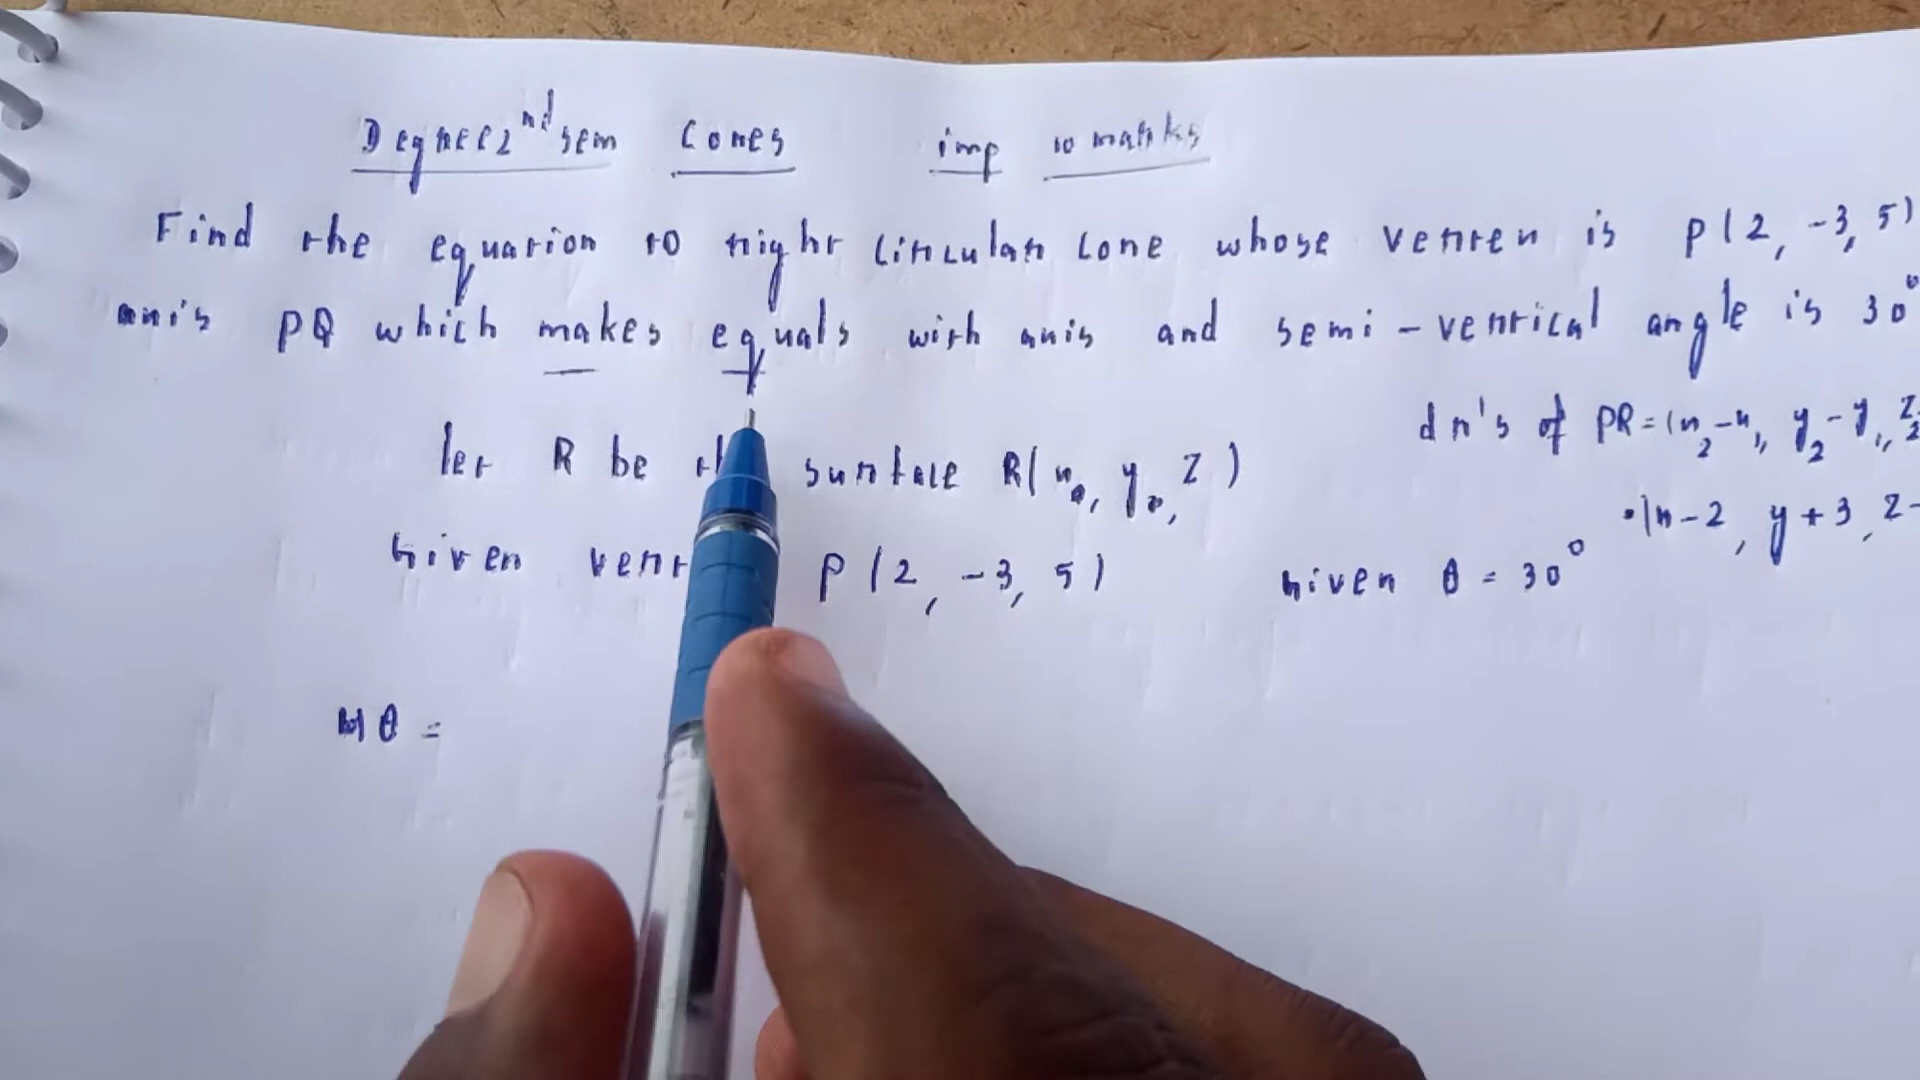 Degree 2nd sem Cones imp 10 marks
Find the equation to right circular cone whose vertex is P(2, -3, 5)
axis PQ which makes equals with axis and semi-vertical angle is 30°
dr's of PR = (x2-x1, y2-y1, z2
let R be the surface R(x, y, z)
(x-2, y+3, z-
Given P(2, -3, 5) Given θ = 30°
cos θ =